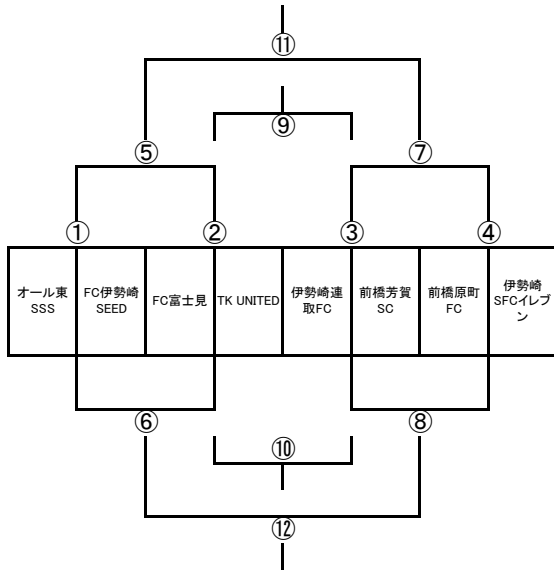 ⑪
⑨
⑤
⑦
①
②
③
④
オール東
SSS
FC伊勢崎
SEED
FC富士見
TK UNITED
伊勢崎連
取FC
前橋芳賀
SC
前橋原町
FC
伊勢崎
SFCイレブ
ン
⑥
⑧
⑩
⑫